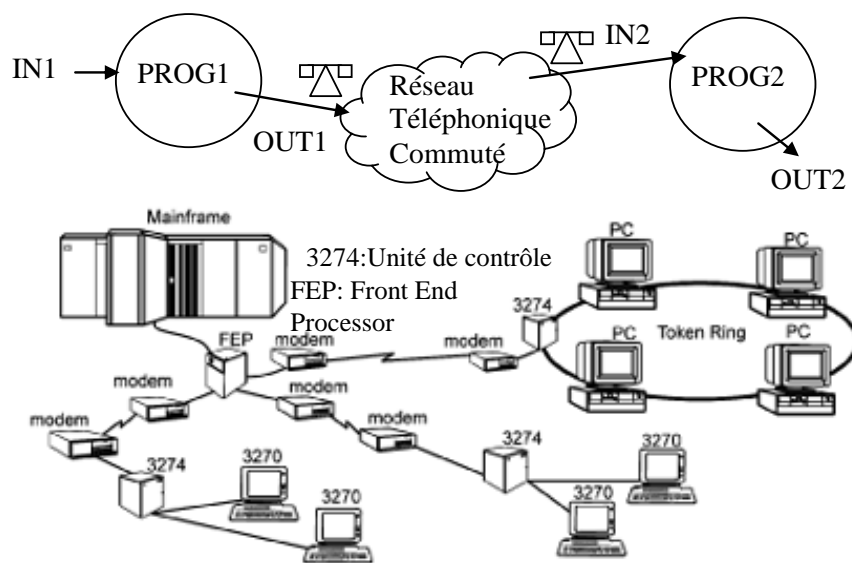 IN1
PROG1
OUT1
Réseau
Téléphonique
Commuté
IN2
PROG2
OUT2
Mainframe
3274:Unité de contrôle
FEP: Front End
Processor
FEP
modem
modem
3274
PC
PC
Token Ring
PC
PC
modem
modem
modem
modem
3274
3270
3270
3274
3270
3270